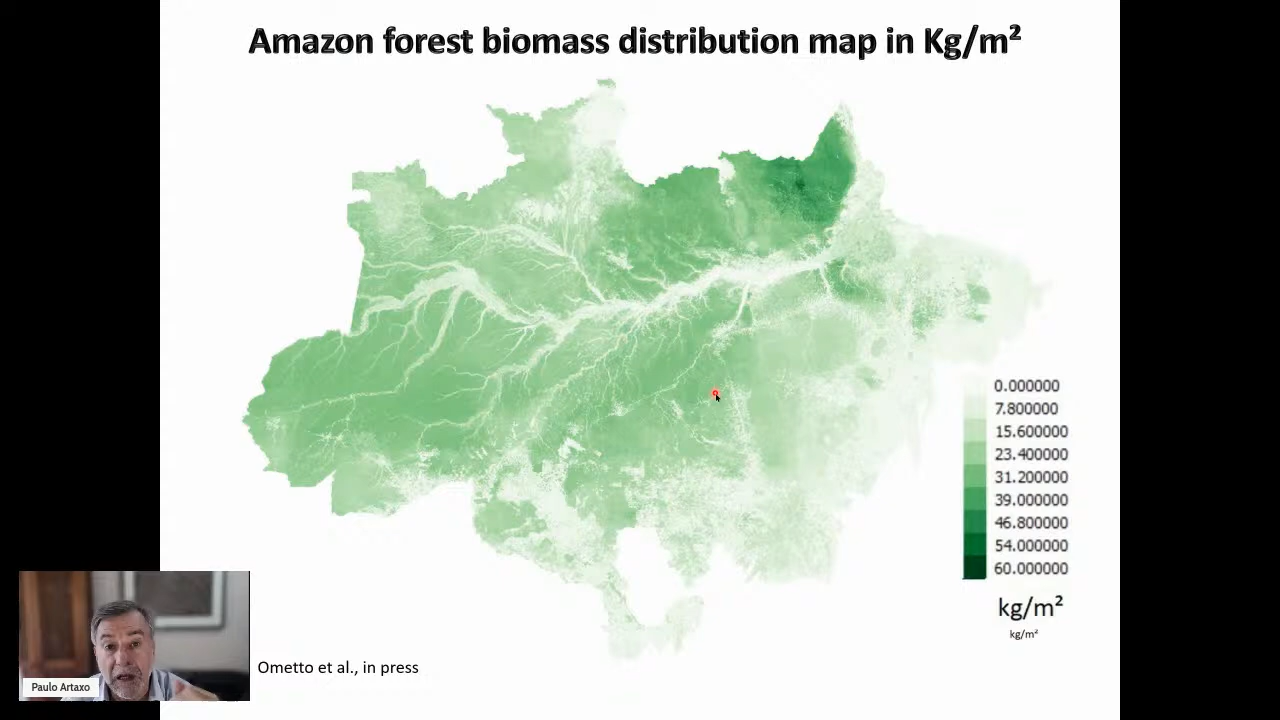 Amazon forest biomass distribution map in Kg/m²
0.000000
7.800000
15.600000
23.400000
31.200000
39.000000
46.800000
54.000000
60.000000
kg/m²
kg/m²
Ometto et al., in press
Paulo Artaxo